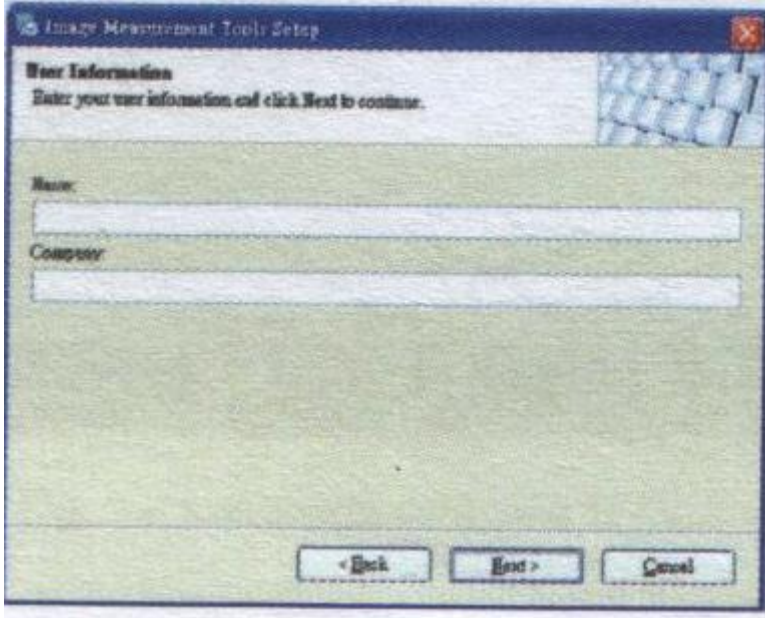 Image Measurement Tools Setup
User Information
Enter your user information and click Next to continue.
Name:
Company:
< Back
Next >
Cancel